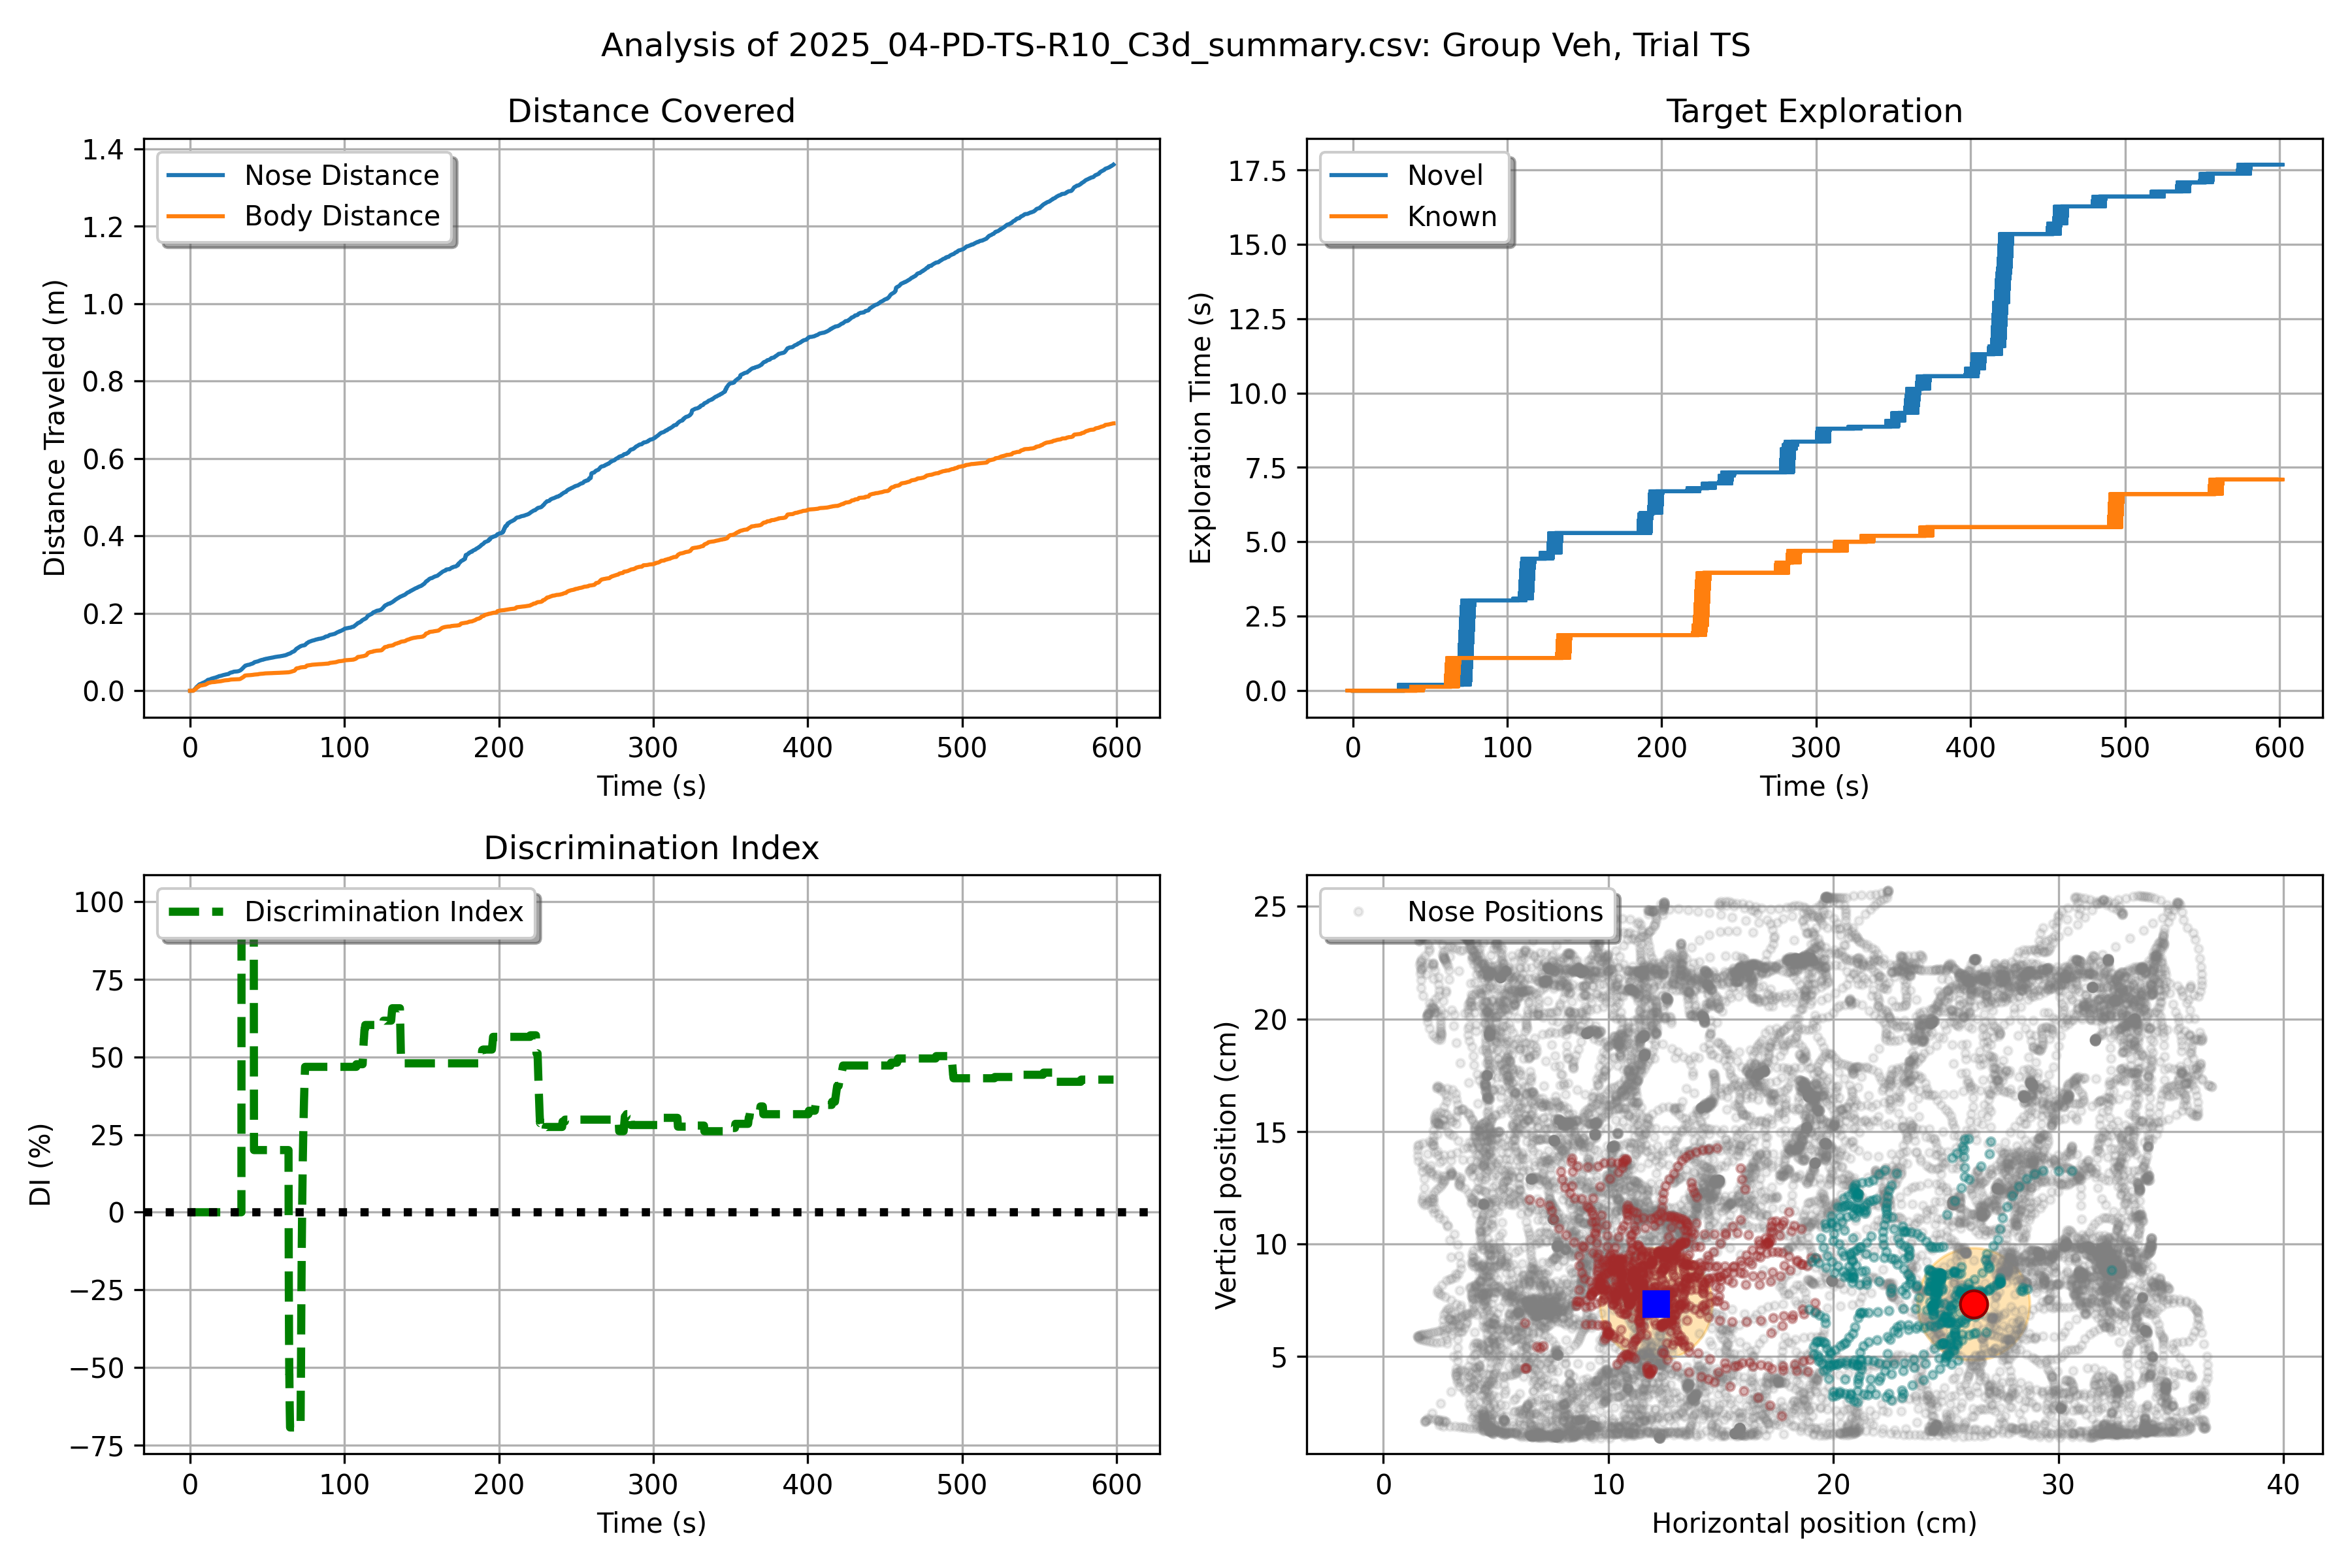 Analysis of 2025_04-PD-TS-R10_C3d_summary.csv: Group Veh, Trial TS
Distance Covered
Nose Distance
Body Distance
Distance Traveled (m)
1.4
1.2
1.0
0.8
0.6
0.4
0.2
0.0
0 100 200 300 400 500 600
Time (s)
Target Exploration
Novel
Known
Exploration Time (s)
17.5
15.0
12.5
10.0
7.5
5.0
2.5
0.0
0 100 200 300 400 500 600
Time (s)
Discrimination Index
Discrimination Index
DI (%)
100
75
50
25
0
−25
−50
−75
0 100 200 300 400 500 600
Time (s)
Nose Positions
Vertical position (cm)
25
20
15
10
5
0 10 20 30 40
Horizontal position (cm)